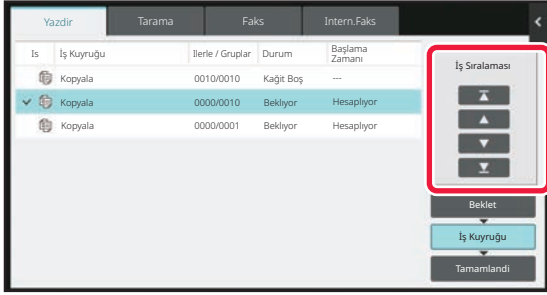 Yazdir Tarama Faks Intern.Faks
Is İş Kuyruğu Ilerle / Gruplar Durum Başlama Zamanı
Kopyala 0010/0010 Kağit Boş ---
Kopyala 0000/0010 Bekliyor Hesaplıyor
Kopyala 0000/0001 Bekliyor Hesaplıyor
İş Sıralaması
Beklet
İş Kuyruğu
Tamamlandi